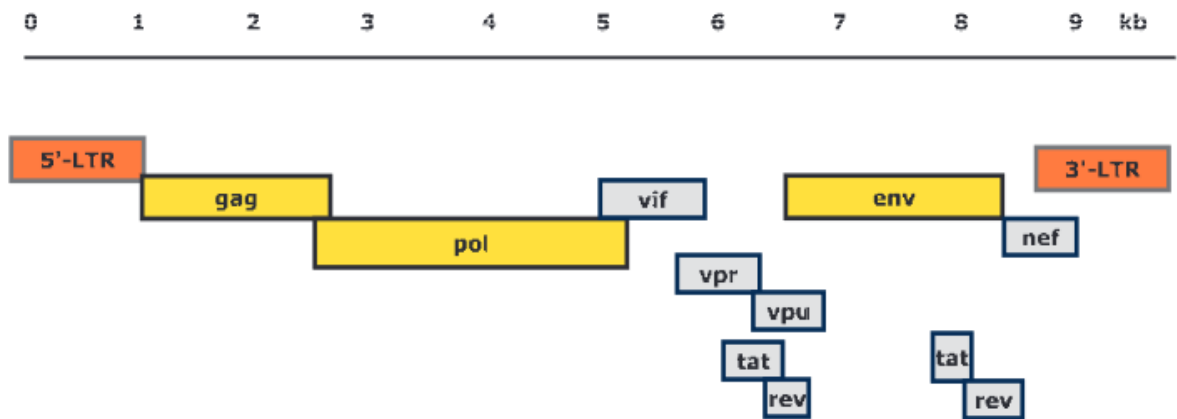 0 1 2 3 4 5 6 7 8 9 kb
5'-LTR
3'-LTR
gag
vif
env
pol
nef
vpr
vpu
tat
tat
rev
rev